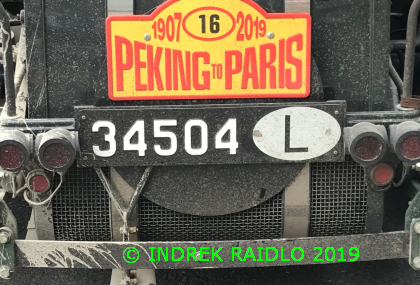 1907 16 2019
PEKING TO PARIS
34504 L
© INDREK RAIDLO 2019